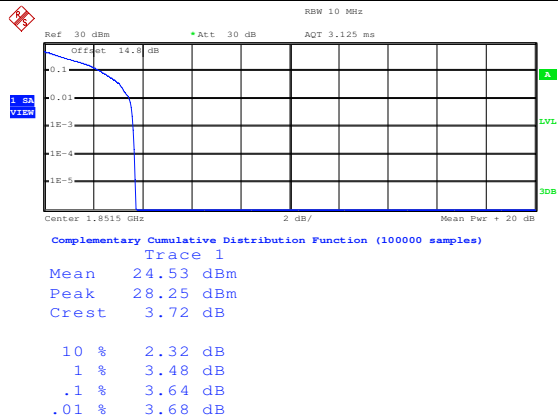 RBW 10 MHz
Ref 30 dBm *Att 30 dB AQT 3.125 ms
Offset 14.8 dB
0.1
A
0.01
1 SA
VIEW
1E-3
LVL
1E-4
1E-5
3DB
Center 1.8515 GHz 2 dB/ Mean Pwr + 20 dB
Complementary Cumulative Distribution Function (100000 samples)
Trace 1
Mean 24.53 dBm
Peak 28.25 dBm
Crest 3.72 dB
10 % 2.32 dB
1 % 3.48 dB
.1 % 3.64 dB
.01 % 3.68 dB